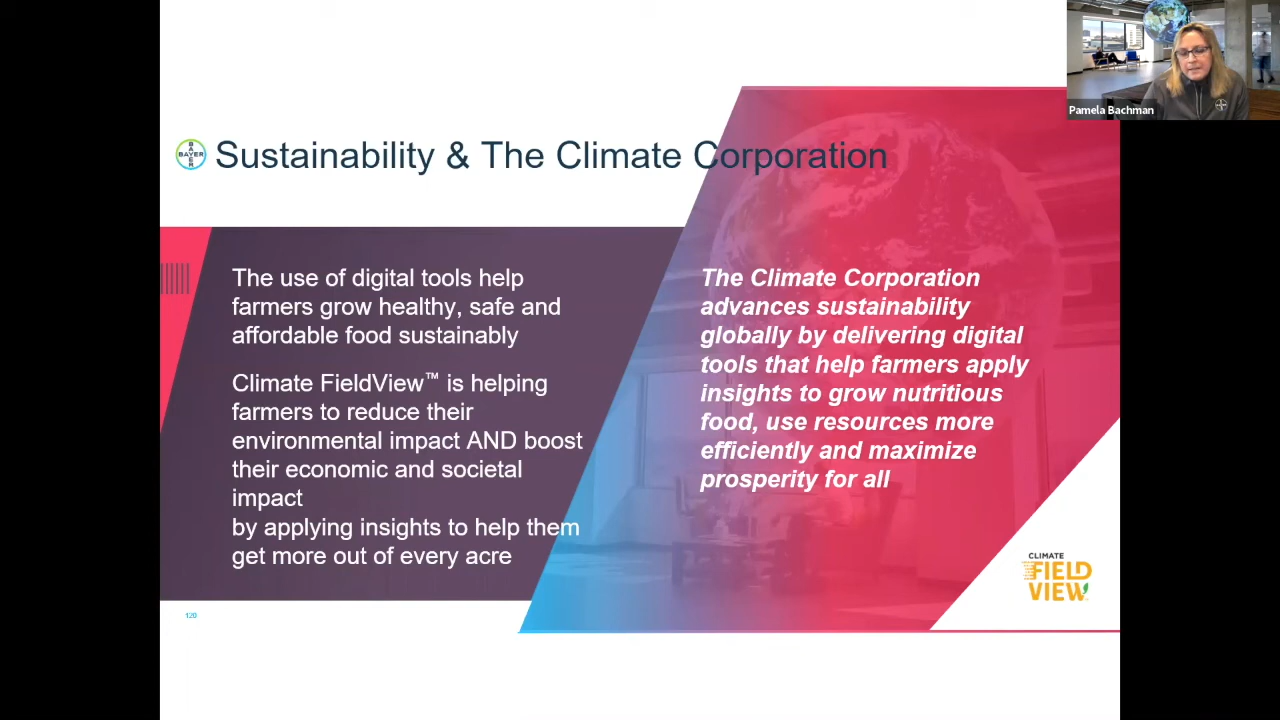 Pamela Bachman
BAYER
BAYER
Sustainability & The Climate Corporation
The use of digital tools help
farmers grow healthy, safe and
affordable food sustainably
Climate FieldView™ is helping
farmers to reduce their
environmental impact AND boost
their economic and societal
impact
by applying insights to help them
get more out of every acre
The Climate Corporation
advances sustainability
globally by delivering digital
tools that help farmers apply
insights to grow nutritious
food, use resources more
efficiently and maximize
prosperity for all
CLIMATE
FIELD
VIEW
120